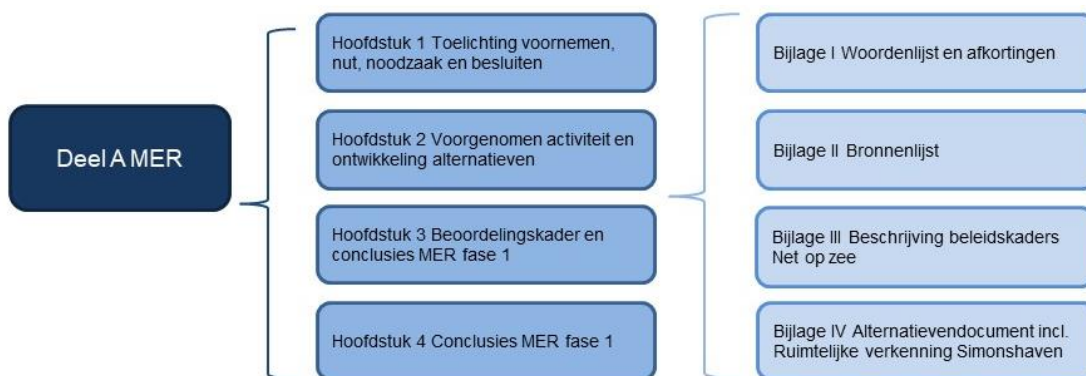 Deel A MER
Hoofdstuk 1 Toelichting voornemen,
nut, noodzaak en besluiten
Hoofdstuk 2 Voorgenomen activiteit en
ontwikkeling alternatieven
Hoofdstuk 3 Beoordelingskader en
conclusies MER fase 1
Hoofdstuk 4 Conclusies MER fase 1
Bijlage I Woordenlijst en afkortingen
Bijlage II Bronnenlijst
Bijlage III Beschrijving beleidskaders
Net op zee
Bijlage IV Alternatievendocument incl.
Ruimtelijke verkenning Simonshaven